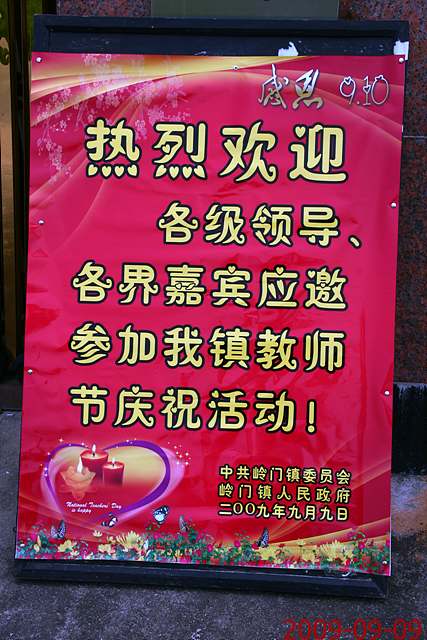 感恩 9.10
热烈欢迎
各级领导、
各界嘉宾应邀
参加我镇教师
节庆祝活动!
中共岭门镇委员会
岭门镇人民政府
二00九年九月九日
National Teachers' Day
is happy
2009-09-09